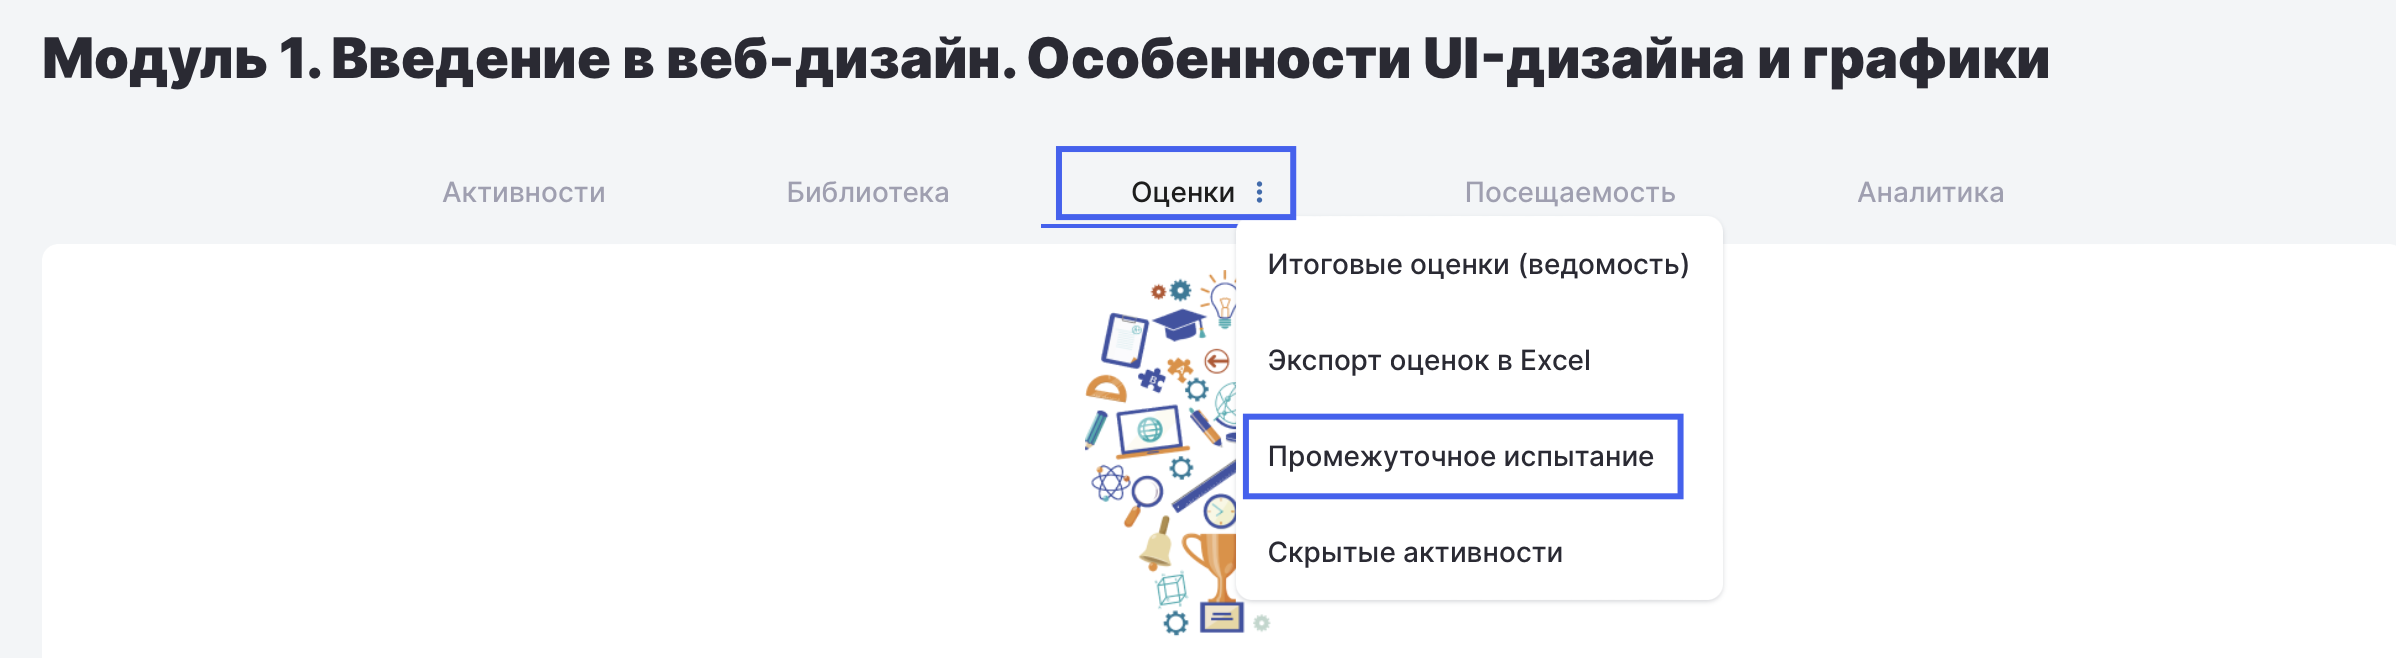 Модуль 1. Введение в веб-дизайн. Особенности UI-дизайна и графики
Активности Библиотека Оценки Посещаемость Аналитика
Итоговые оценки (ведомость)
Экспорт оценок в Excel
Промежуточное испытание
Скрытые активности